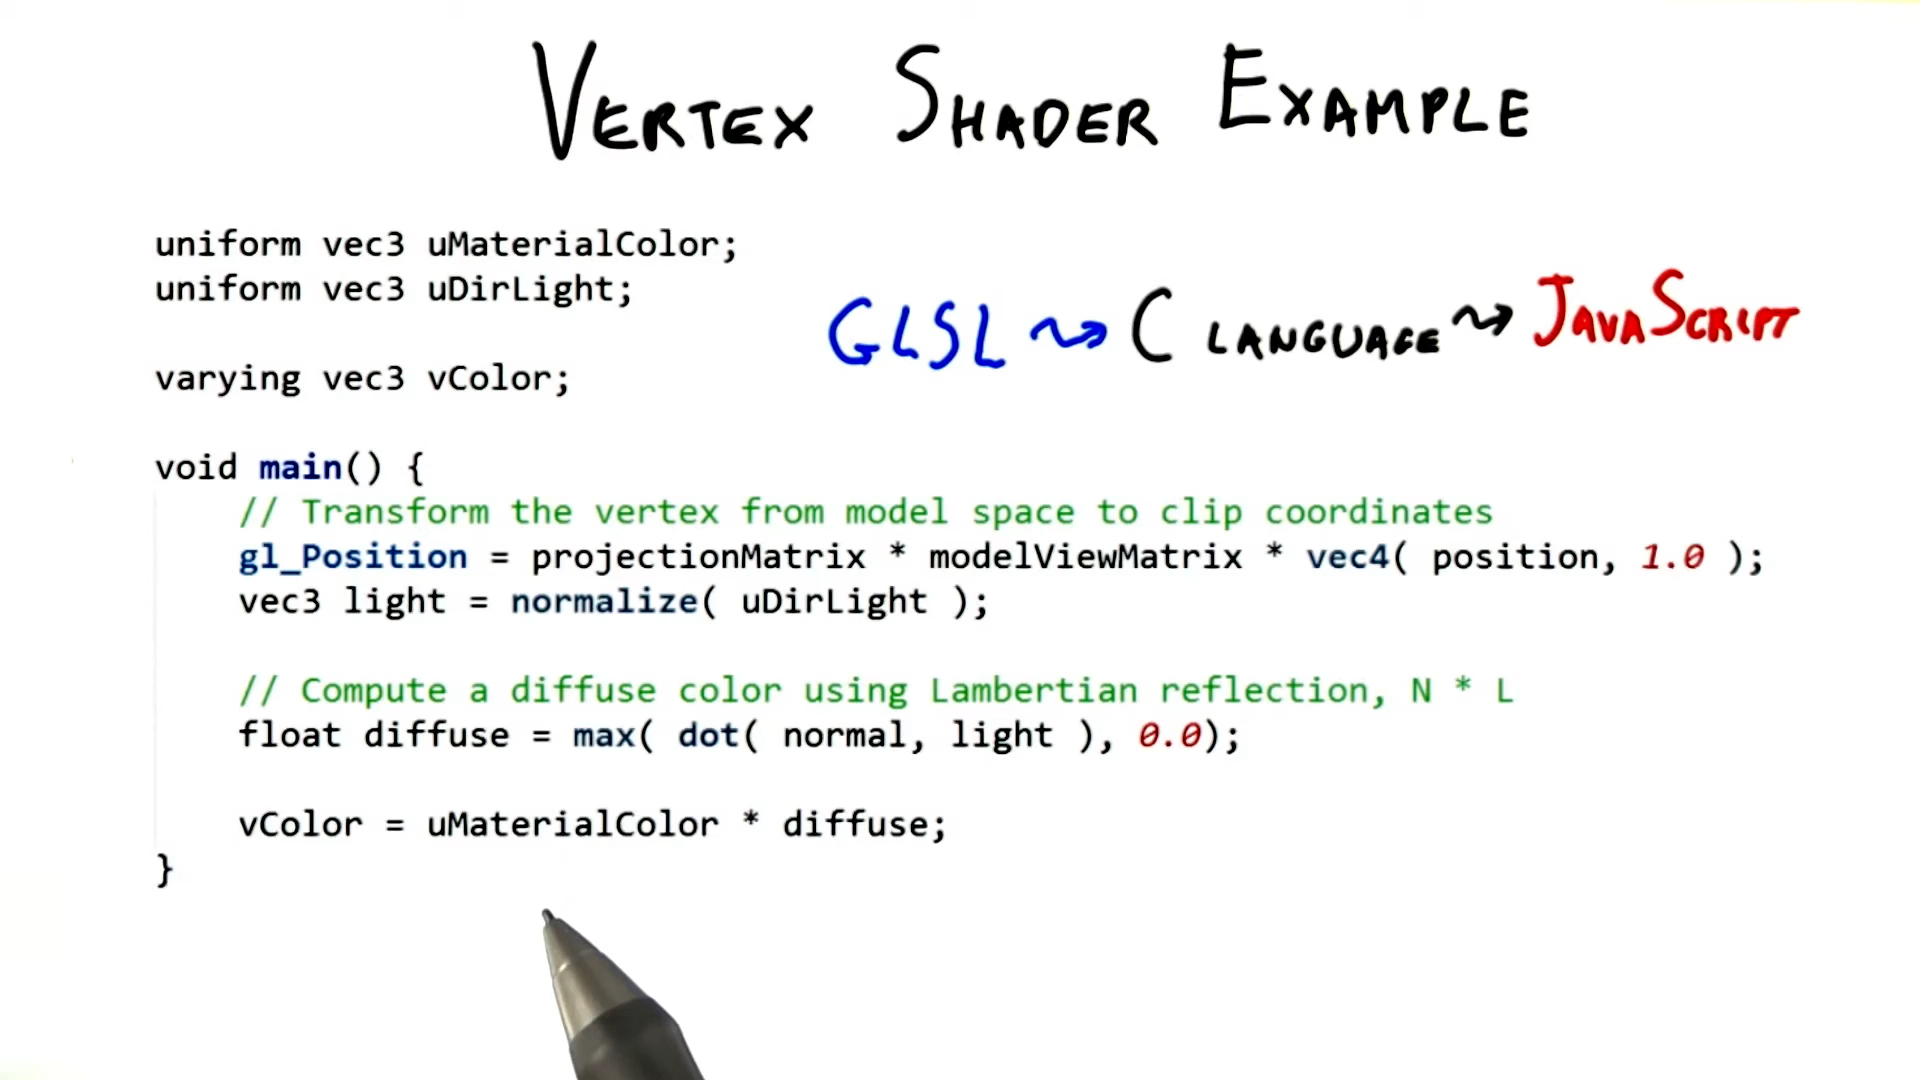 VERTEX SHADER EXAMPLE
uniform vec3 uMaterialColor;
uniform vec3 uDirLight;
GLSL ⇝ C LANGUAGE ⇝ JAVASCRIPT
varying vec3 vColor;
void main() {
// Transform the vertex from model space to clip coordinates
gl_Position = projectionMatrix * modelViewMatrix * vec4( position, 1.0 );
vec3 light = normalize( uDirLight );
// Compute a diffuse color using Lambertian reflection, N * L
float diffuse = max( dot( normal, light ), 0.0);
vColor = uMaterialColor * diffuse;
}